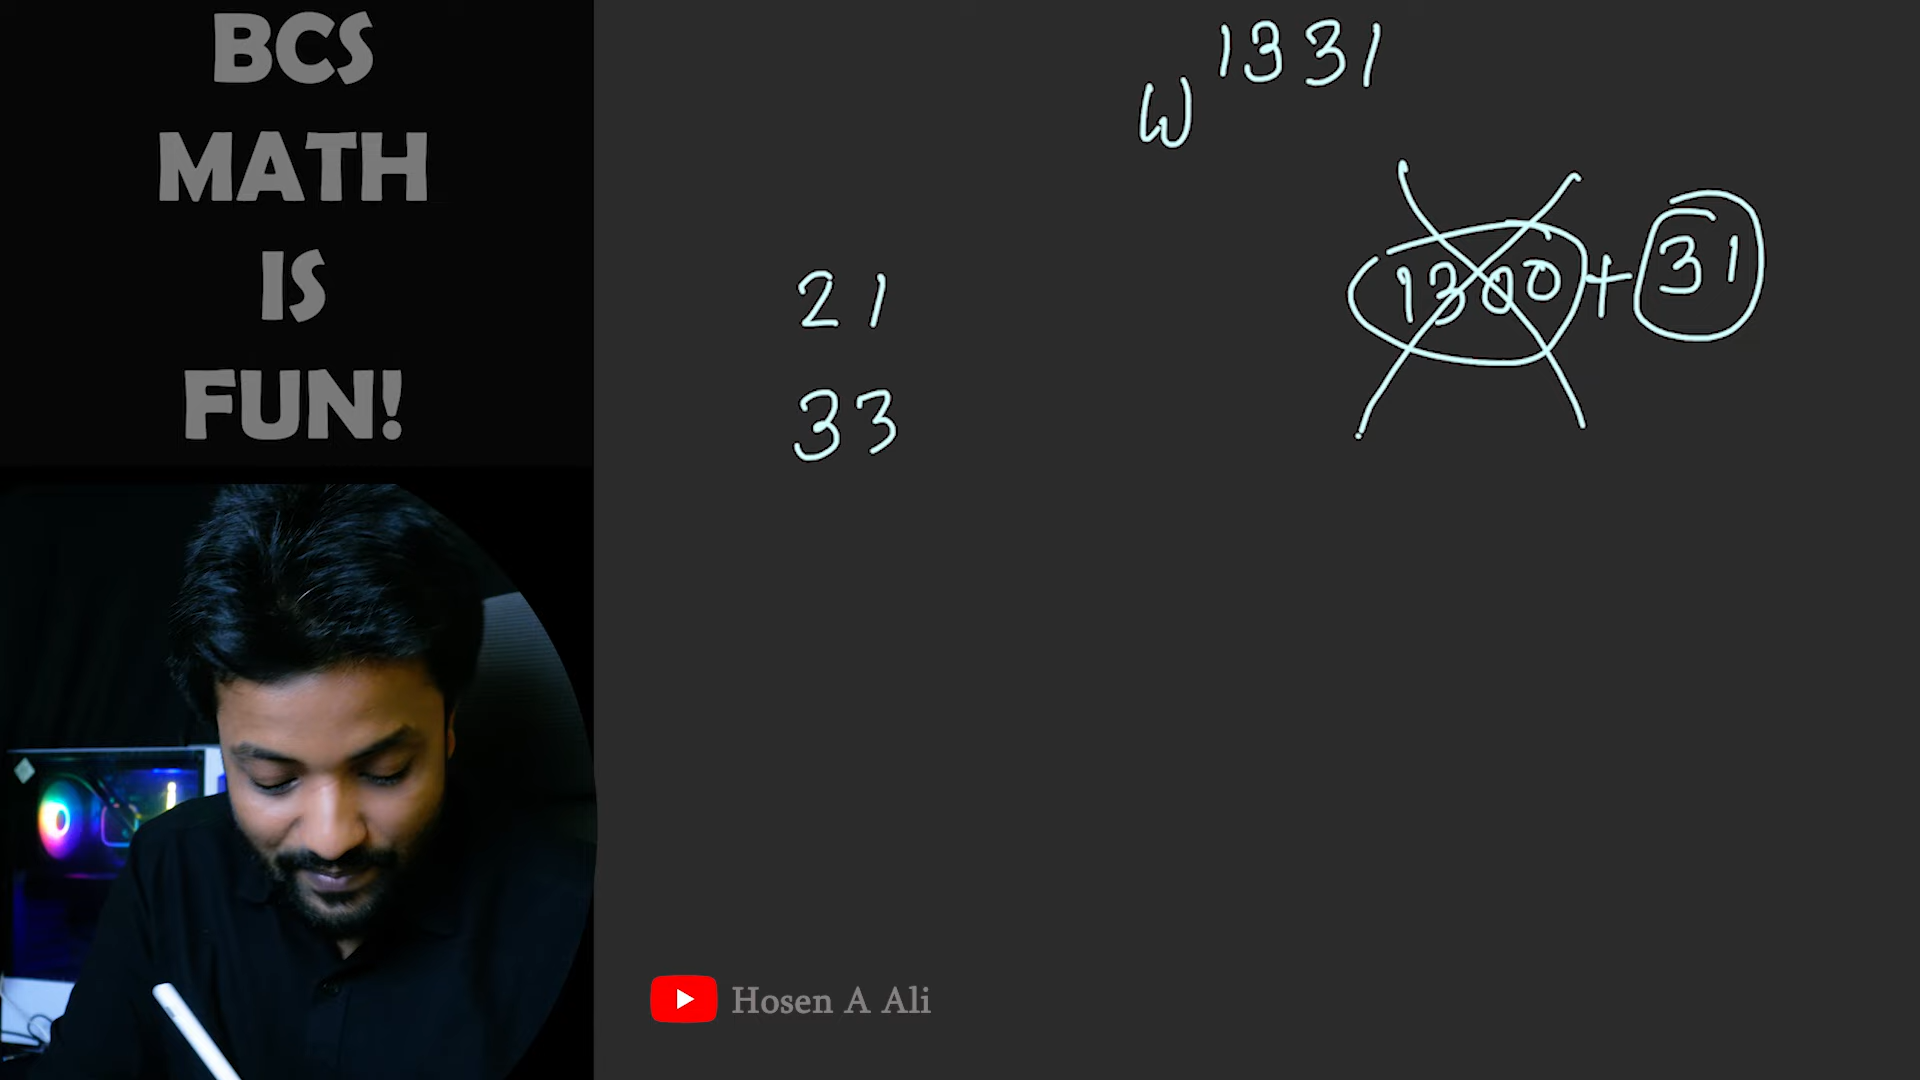 BCS
MATH
IS
FUN!
ω^1331
1300 + 31
21
33
Hosen A Ali